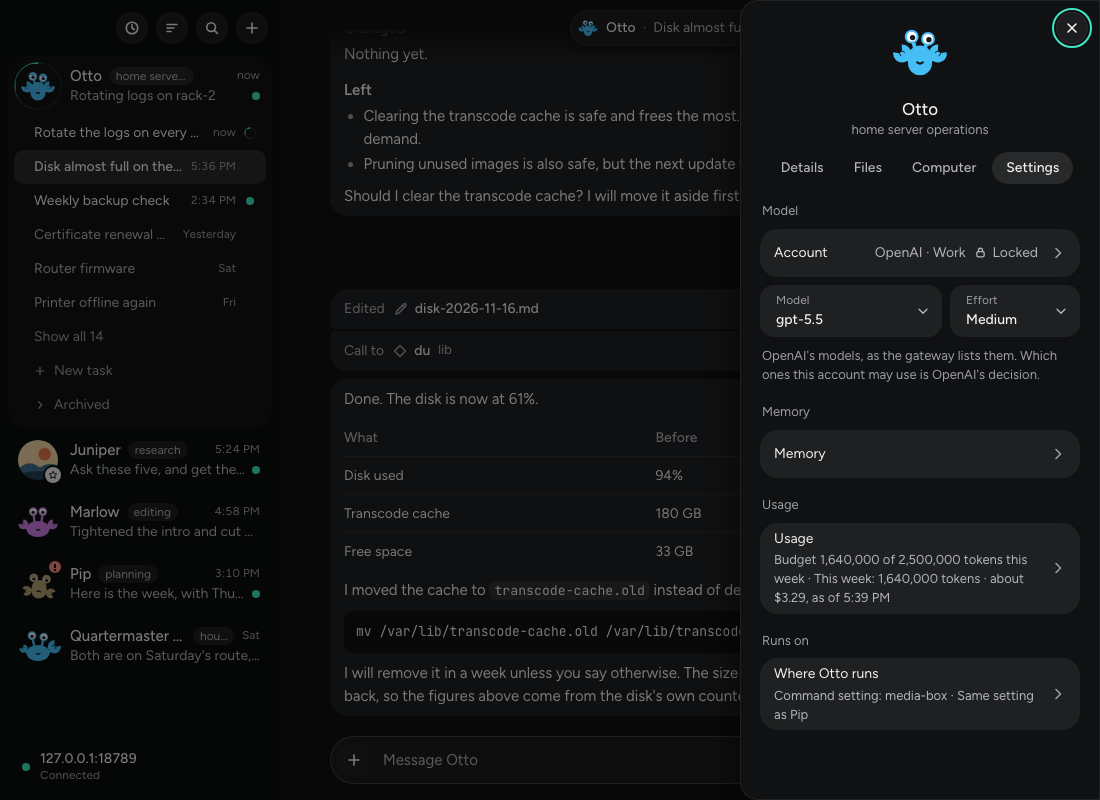 Otto
home serve...
now
Rotating logs on rack-2
Rotate the logs on every ...
now
Disk almost full on the...
5:36 PM
Weekly backup check
2:34 PM
Certificate renewal ...
Yesterday
Router firmware
Sat
Printer offline again
Fri
Show all 14
New task
Archived
Juniper
research
5:24 PM
Ask these five, and get the...
Marlow
editing
4:58 PM
Tightened the intro and cut ...
Pip
planning
3:10 PM
Here is the week, with Thu...
Quartermaster ...
hou...
Sat
Both are on Saturday's route,...
127.0.0.1:18789
Connected
Otto · Disk almost fu
Changed
Nothing yet.
Left
• Clearing the transcode cache is safe and frees the most.
demand.
• Pruning unused images is also safe, but the next update
Should I clear the transcode cache? I will move it aside first
Edited disk-2026-11-16.md
Call to du lib
Done. The disk is now at 61%.
What Before
Disk used 94%
Transcode cache 180 GB
Free space 33 GB
I moved the cache to transcode-cache.old instead of de
mv /var/lib/transcode-cache.old /var/lib/transcod
I will remove it in a week unless you say otherwise. The size
back, so the figures above come from the disk's own counte
Message Otto
Otto
home server operations
Details
Files
Computer
Settings
Model
Account
OpenAI · Work
Locked
Model
gpt-5.5
Effort
Medium
OpenAI's models, as the gateway lists them. Which
ones this account may use is OpenAI's decision.
Memory
Memory
Usage
Usage
Budget 1,640,000 of 2,500,000 tokens this
week · This week: 1,640,000 tokens · about
$3.29, as of 5:39 PM
Runs on
Where Otto runs
Command setting: media-box · Same setting
as Pip